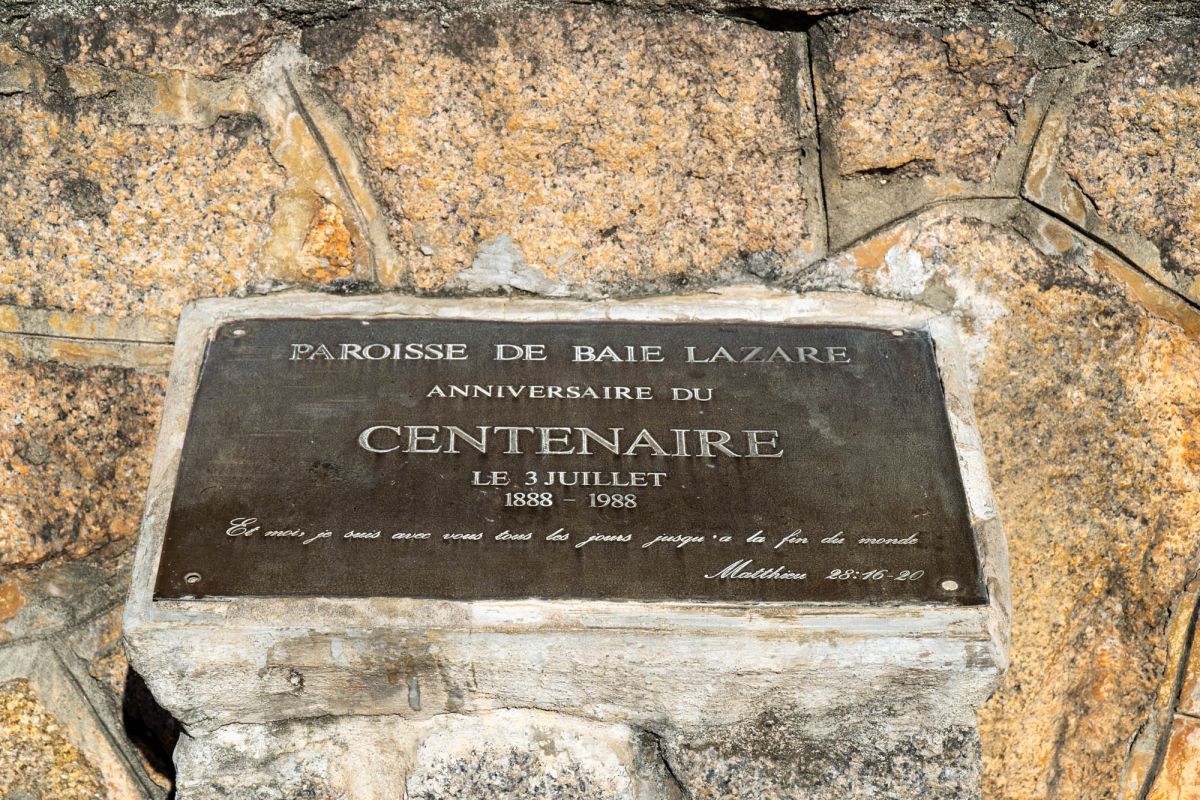 PAROISSE DE BAIE LAZARE
ANNIVERSAIRE DU
CENTENAIRE
LE 3 JUILLET
1888 - 1988
Et moi, je suis avec vous tous les jours jusqu'a la fin du monde
Matthieu 28:16-20